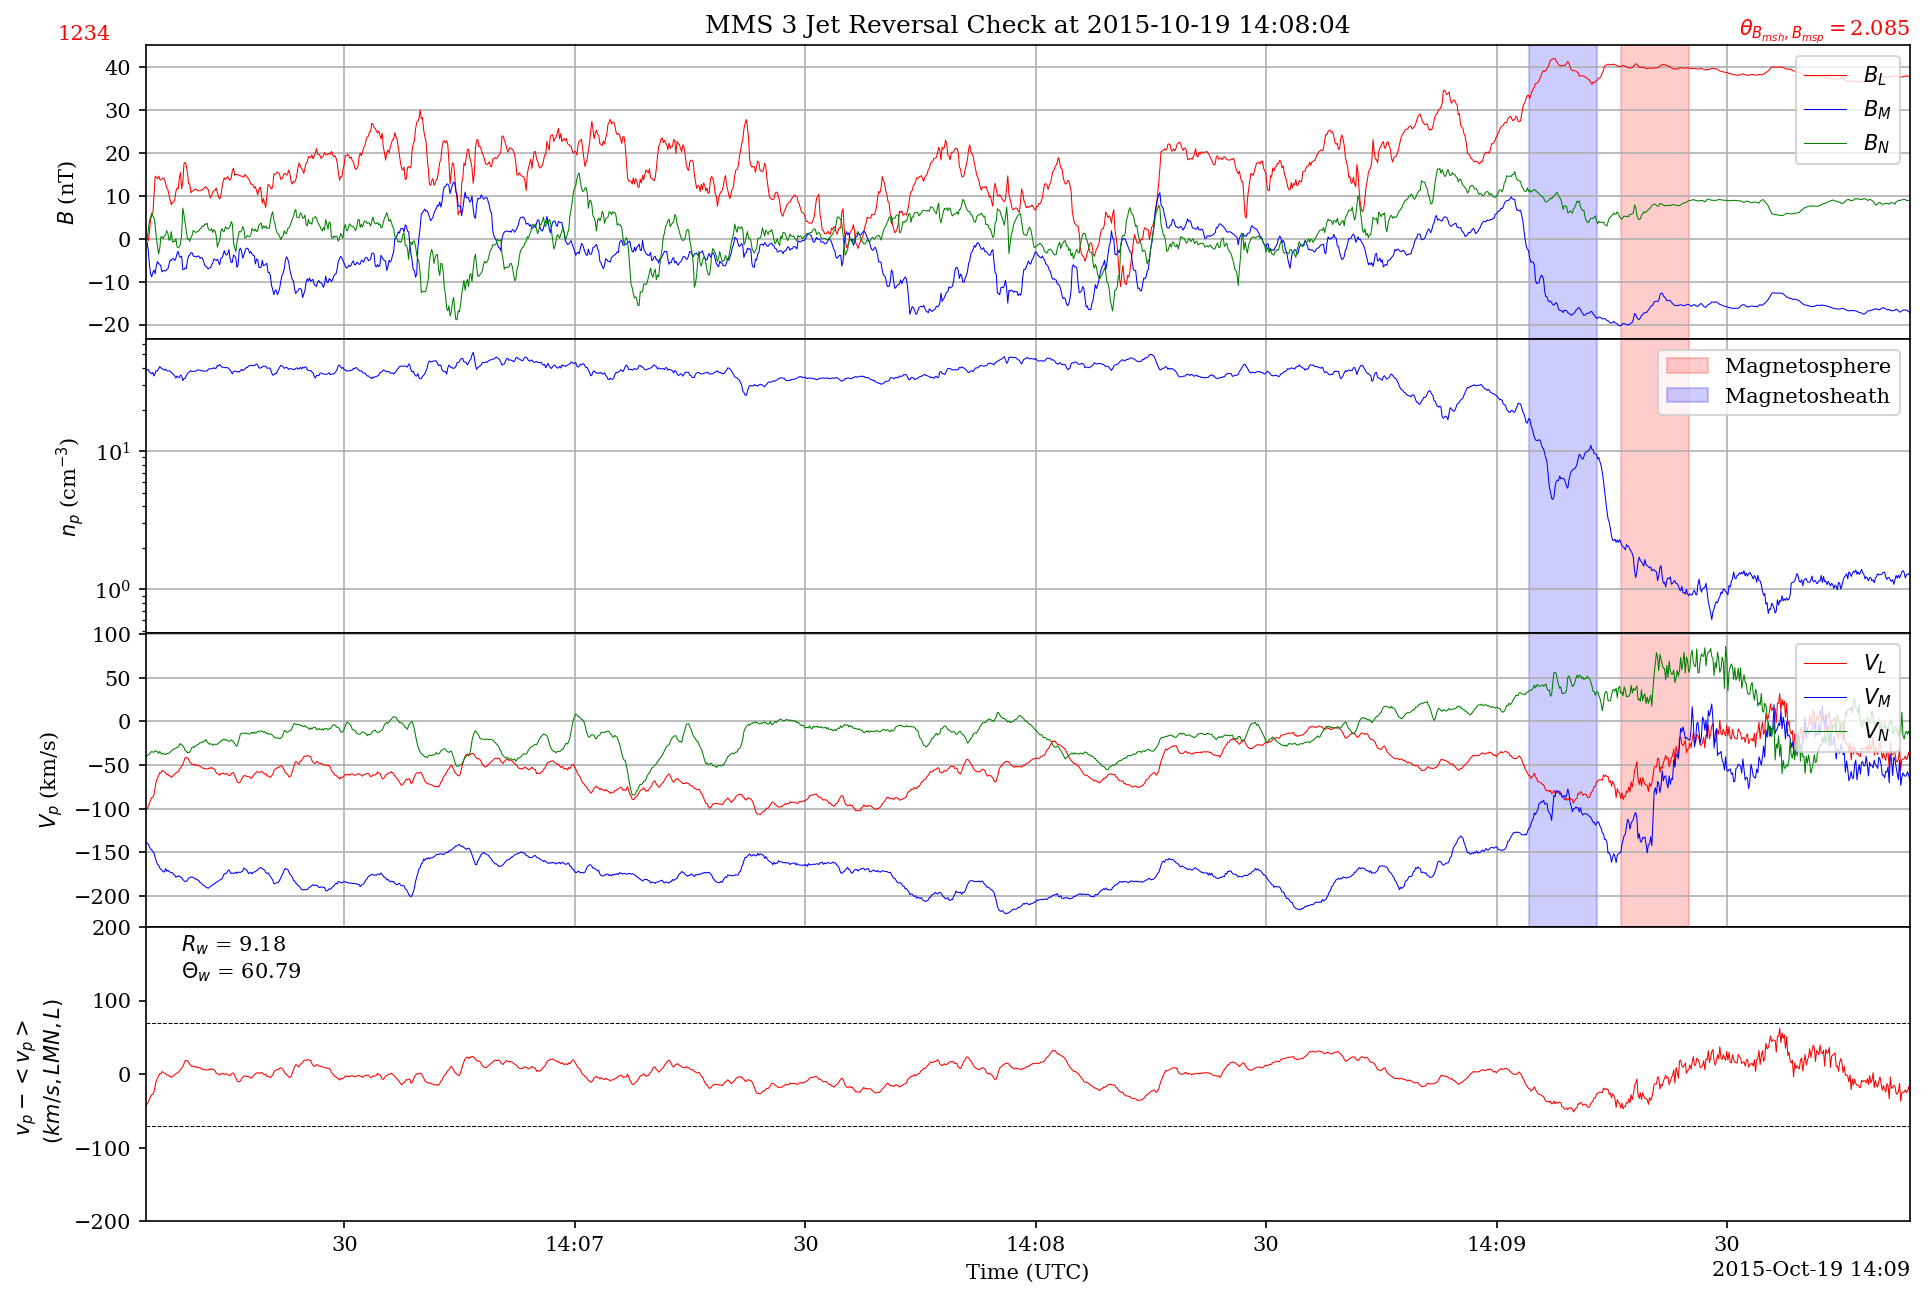 MMS 3 Jet Reversal Check at 2015-10-19 14:08:04
1234
θ_{B_{msh}, B_{msp}} = 2.085
B (nT)
40
30
20
10
0
−10
−20
B_L
B_M
B_N
n_p (cm^{−3})
10^1
10^0
Magnetosphere
Magnetosheath
V_p (km/s)
100
50
0
−50
−100
−150
−200
V_L
V_M
V_N
v_p − < v_p >
(km/s, LMN, L)
200
100
0
−100
−200
R_w = 9.18
Θ_w = 60.79
30 14:07 30 14:08 30 14:09 30
Time (UTC)
2015-Oct-19 14:09